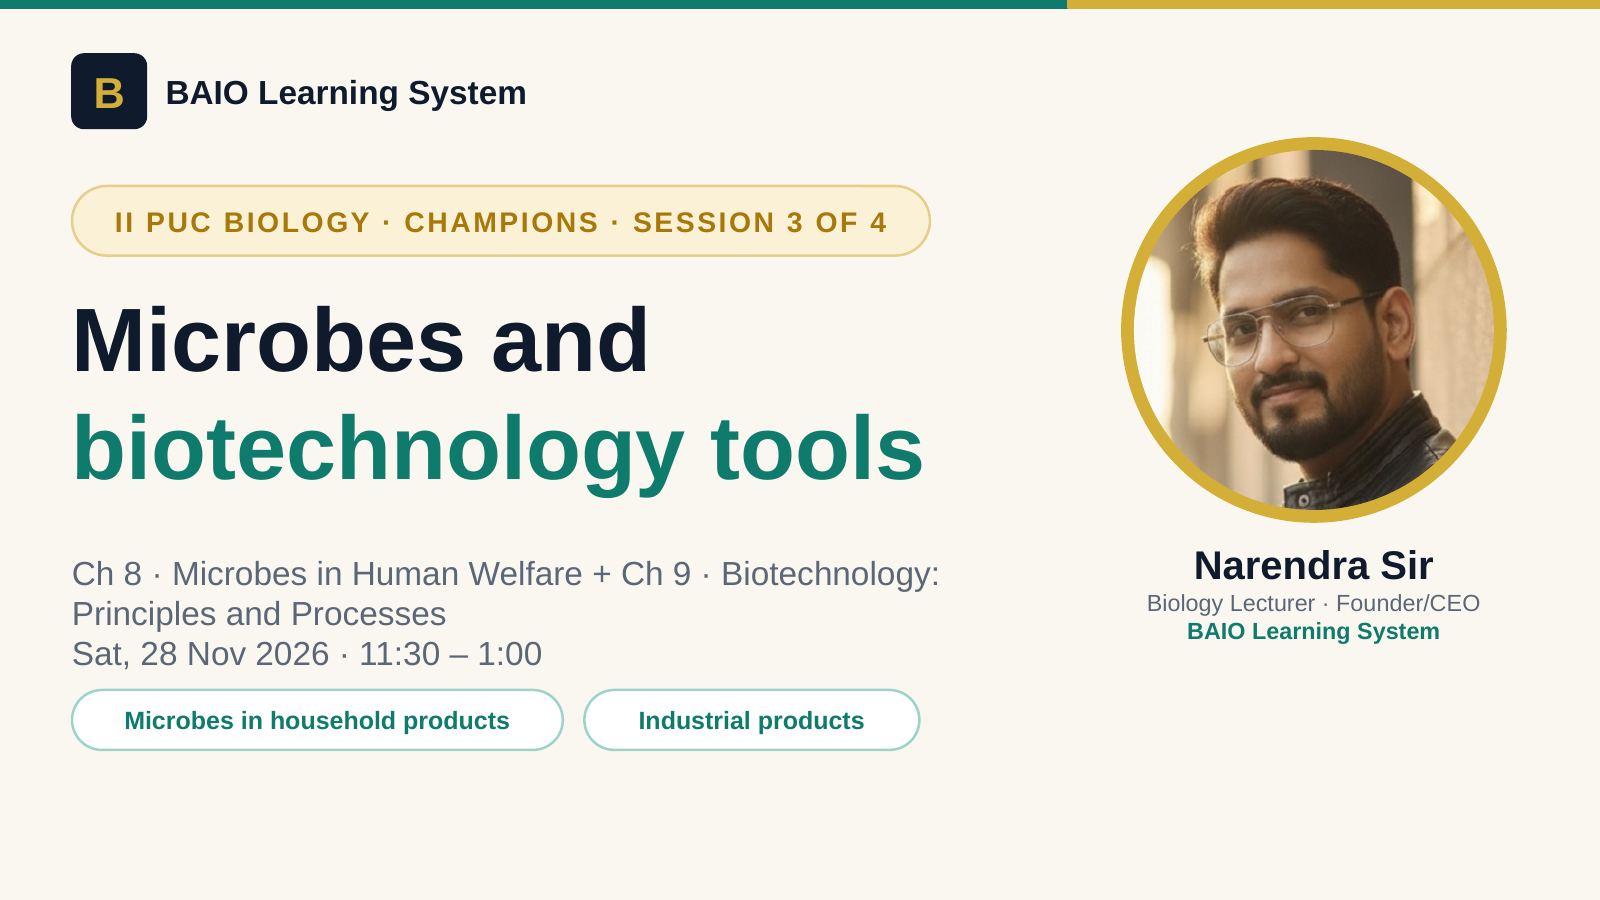 B
BAIO Learning System
II PUC BIOLOGY · CHAMPIONS · SESSION 3 OF 4
Microbes and
biotechnology tools
Ch 8 · Microbes in Human Welfare + Ch 9 · Biotechnology:
Principles and Processes
Sat, 28 Nov 2026 · 11:30 – 1:00
Microbes in household products
Industrial products
Narendra Sir
Biology Lecturer · Founder/CEO
BAIO Learning System